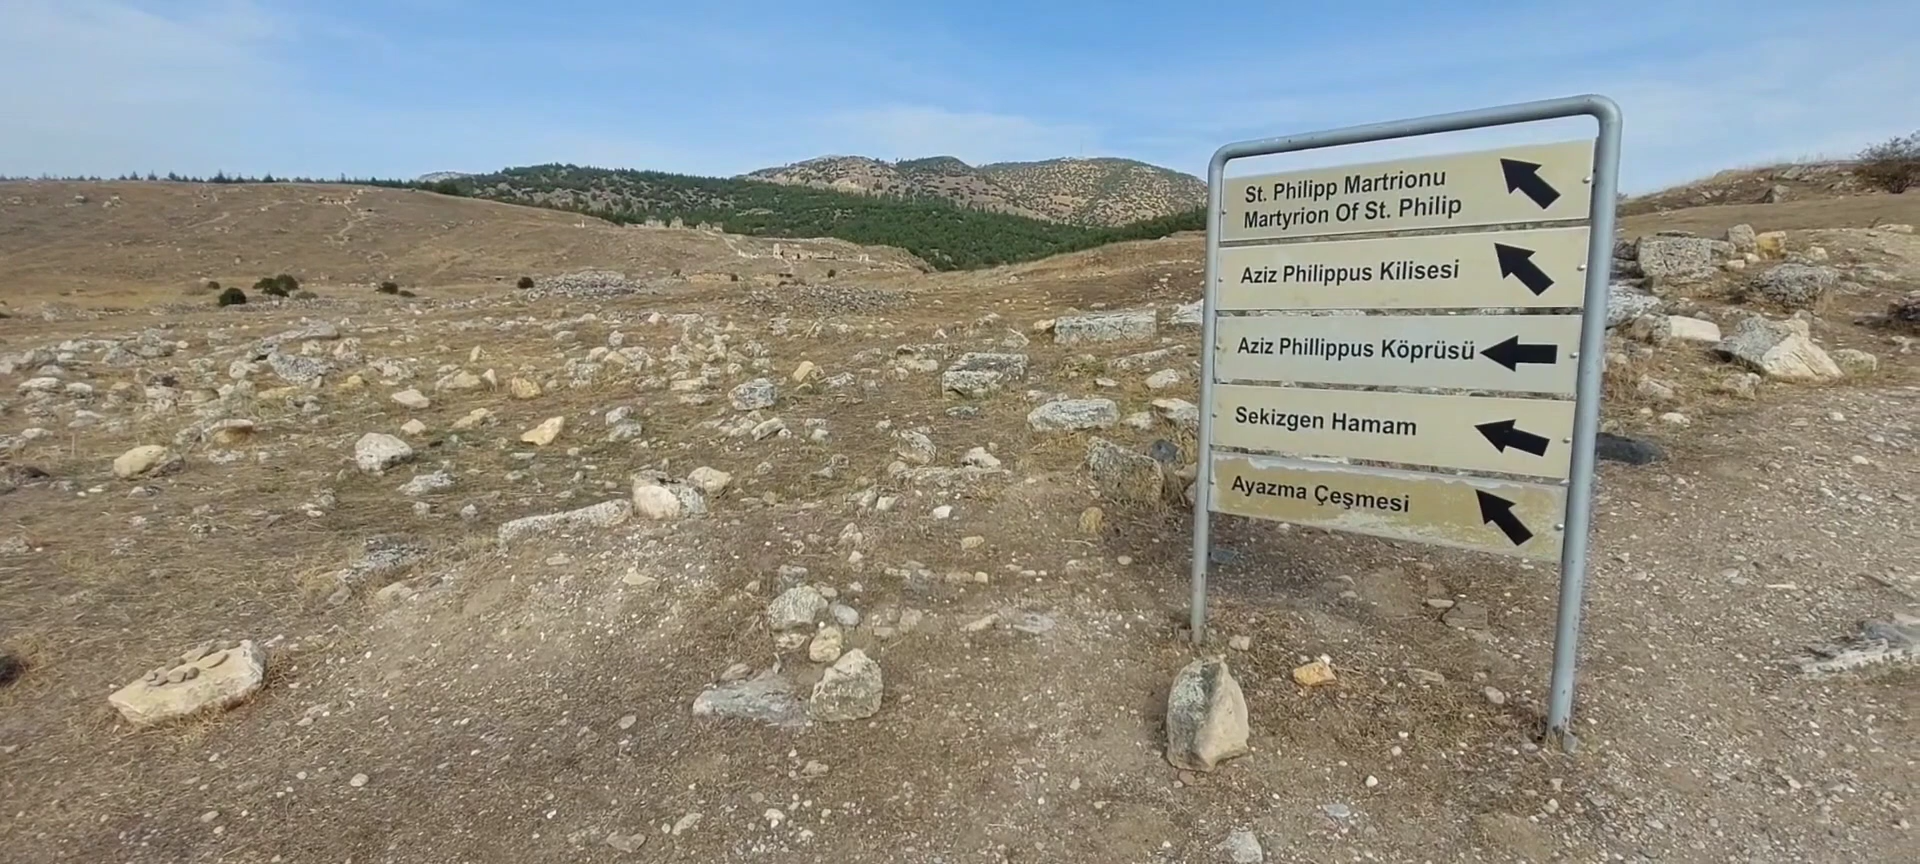 St. Philipp Martrionu
Martyrion Of St. Philip
Aziz Philippus Kilisesi
Aziz Phillippus Köprüsü
Sekizgen Hamam
Ayazma Çeşmesi